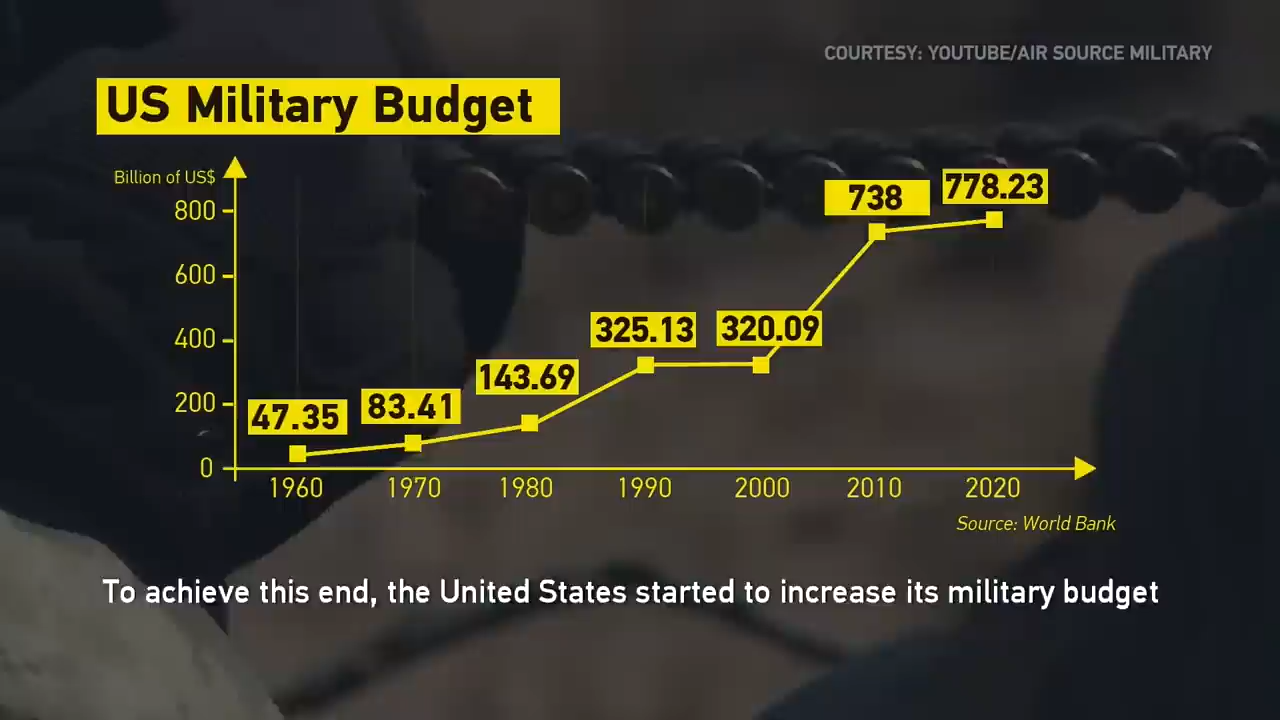 COURTESY: YOUTUBE/AIR SOURCE MILITARY
US Military Budget
Billion of US$
800
600
400
200
0
47.35
83.41
143.69
325.13
320.09
738
778.23
1960 1970 1980 1990 2000 2010 2020
Source: World Bank
To achieve this end, the United States started to increase its military budget